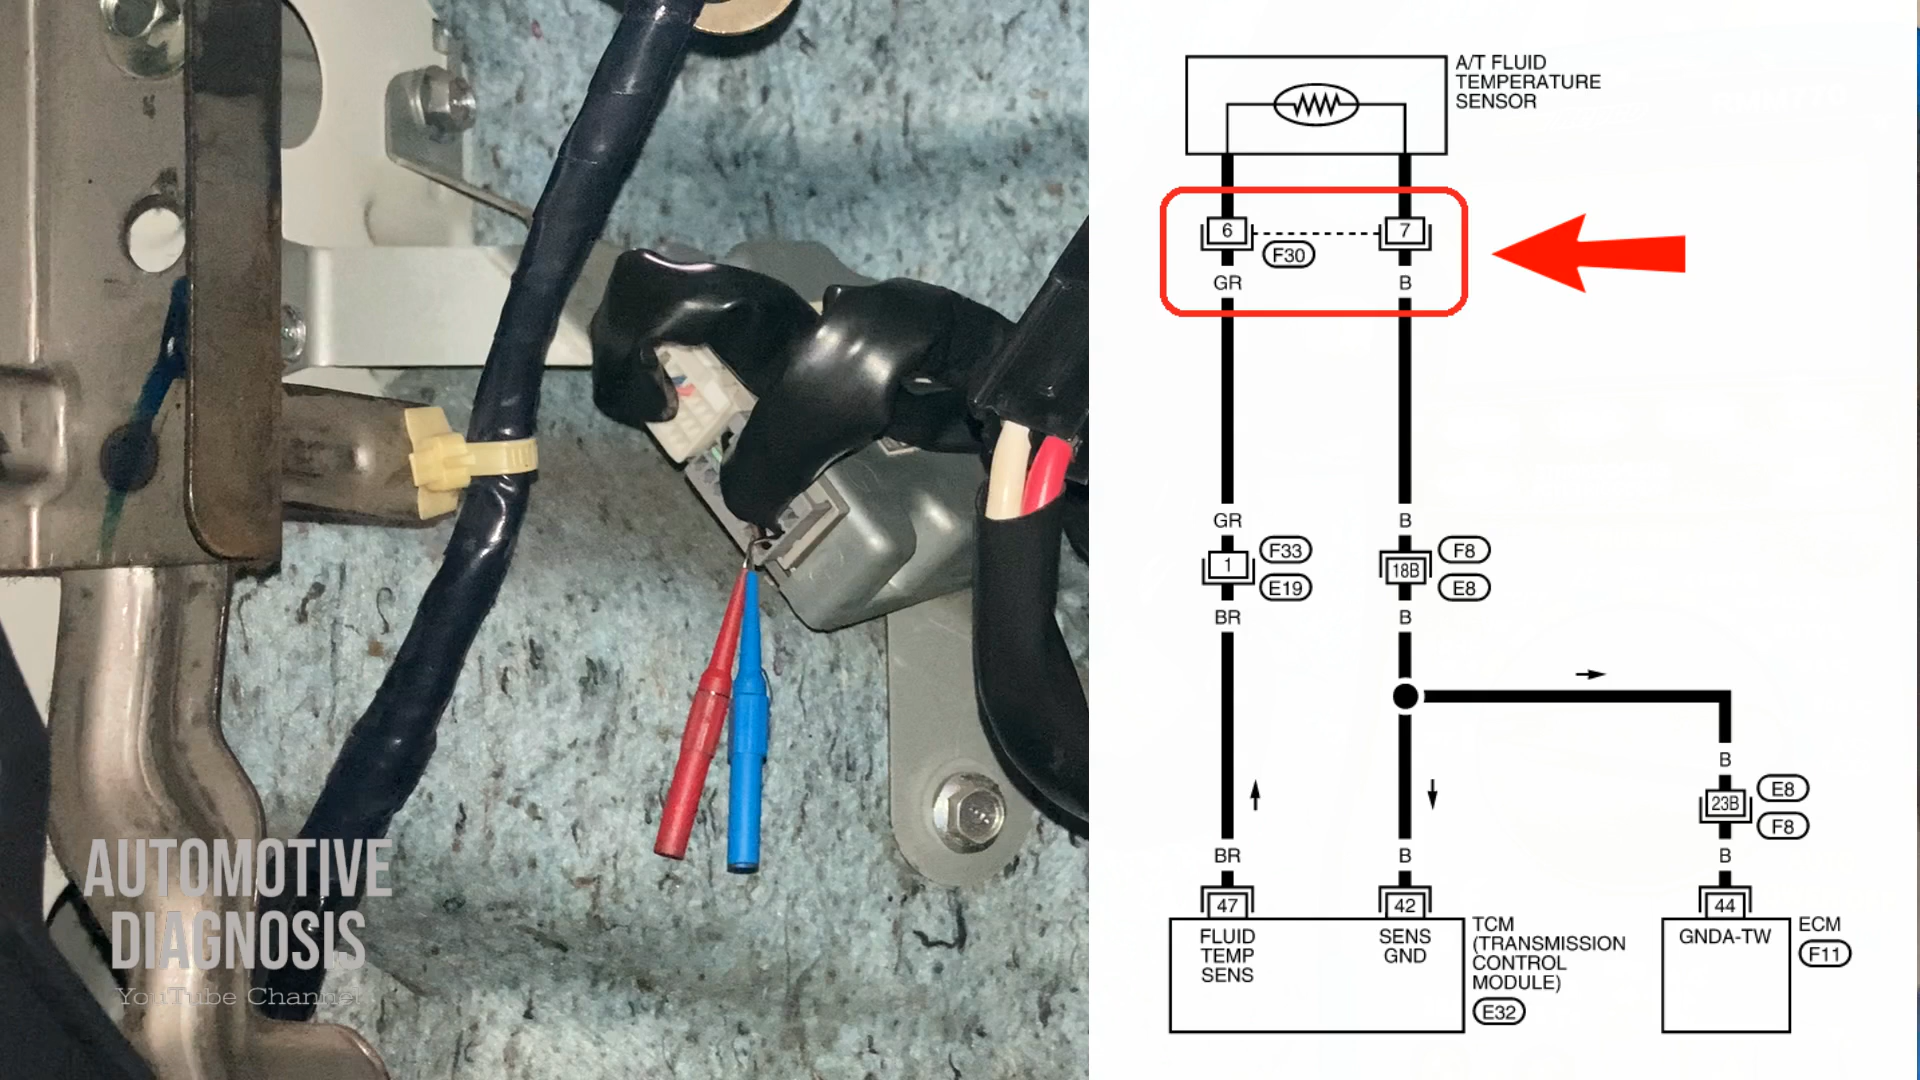 AUTOMOTIVE
DIAGNOSIS
YouTube Channel
A/T FLUID
TEMPERATURE
SENSOR
6
7
F30
GR
B
GR
B
1
F33
E19
18B
F8
E8
BR
B
B
23B
E8
F8
BR
B
B
47
42
44
FLUID
TEMP
SENS
SENS
GND
TCM
(TRANSMISSION
CONTROL
MODULE)
E32
GNDA-TW
ECM
F11